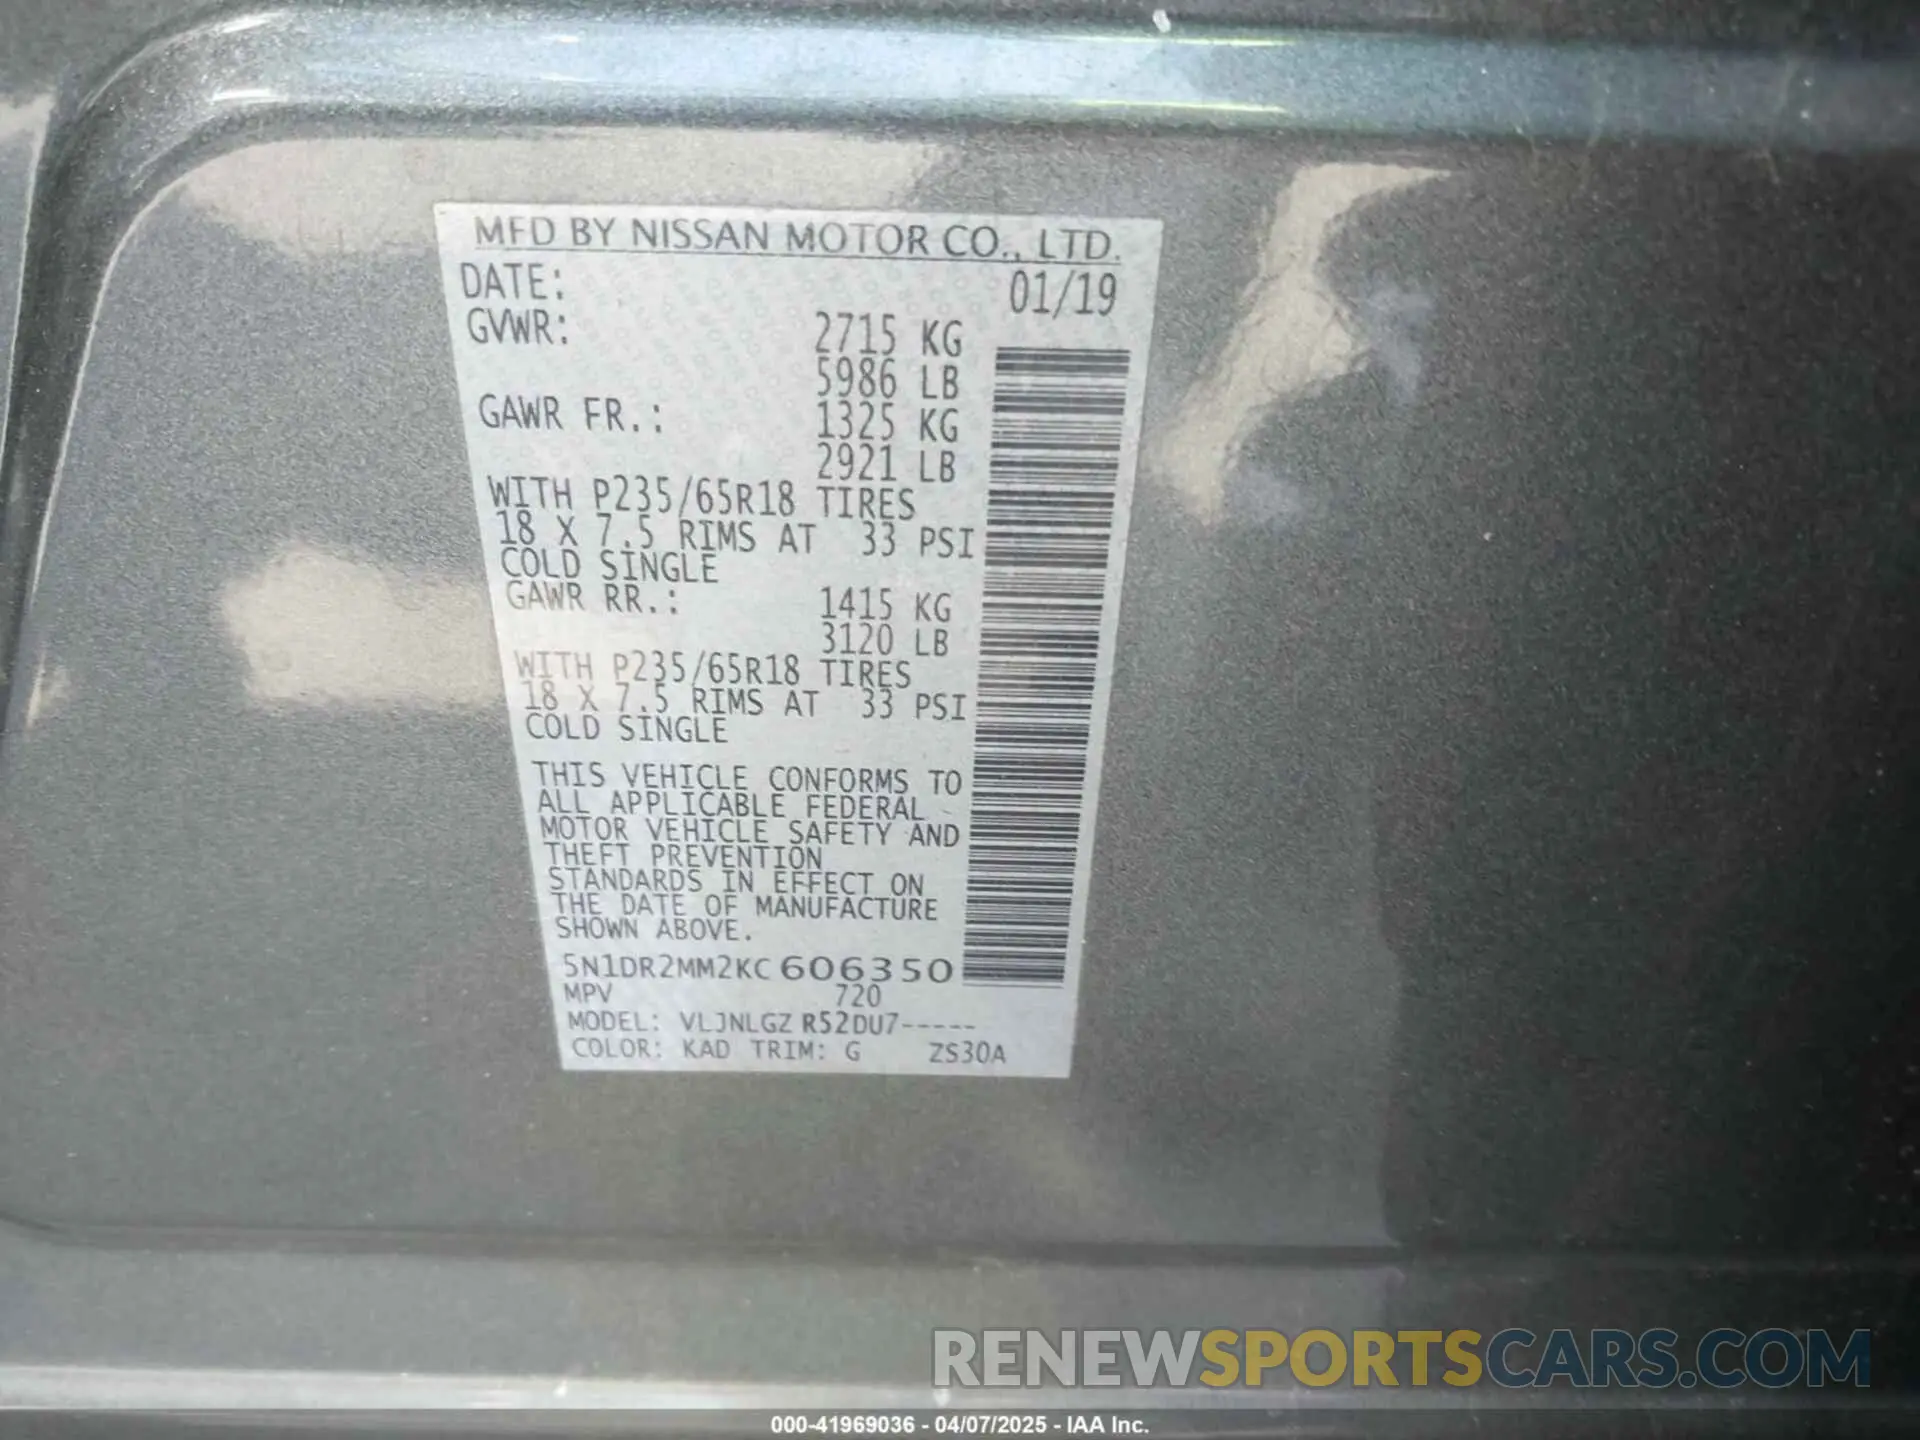 MFD BY NISSAN MOTOR CO., LTD.
DATE: 01/19
GVWR: 2715 KG
5986 LB
GAWR FR.: 1325 KG
2921 LB
WITH P235/65R18 TIRES
18 X 7.5 RIMS AT 33 PSI
COLD SINGLE
GAWR RR.: 1415 KG
3120 LB
WITH P235/65R18 TIRES
18 X 7.5 RIMS AT 33 PSI
COLD SINGLE
THIS VEHICLE CONFORMS TO
ALL APPLICABLE FEDERAL
MOTOR VEHICLE SAFETY AND
THEFT PREVENTION
STANDARDS IN EFFECT ON
THE DATE OF MANUFACTURE
SHOWN ABOVE.
5N1DR2MM2KC606350
MPV 720
MODEL: VLJNLGZ R52DU7-----
COLOR: KAD TRIM: G ZS30A
RENEWSPORTSCARS.COM
000-41969036 - 04/07/2025 - IAA Inc.